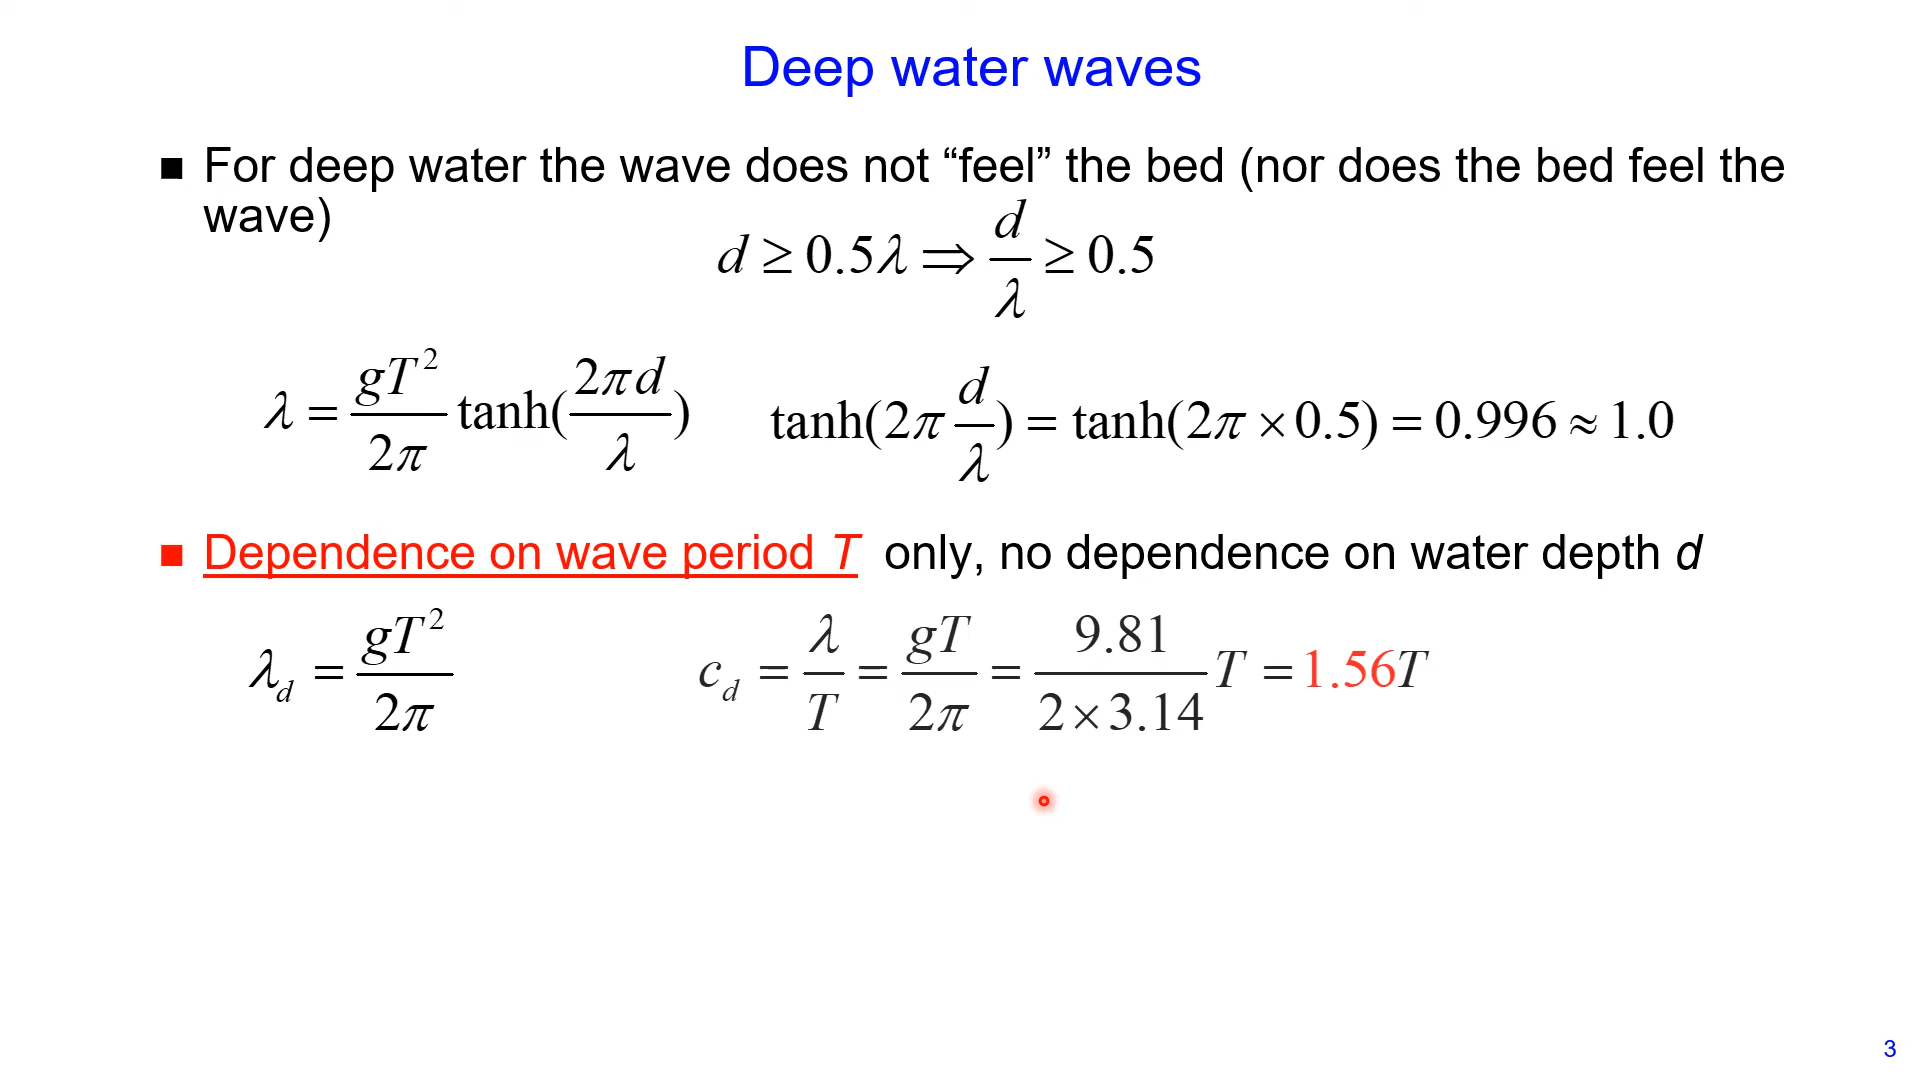 Deep water waves
■ For deep water the wave does not “feel” the bed (nor does the bed feel the
wave)
d ≥ 0.5λ ⇒ d/λ ≥ 0.5
λ = gT²/2π tanh(2πd/λ)
tanh(2π d/λ) = tanh(2π × 0.5) = 0.996 ≈ 1.0
■ Dependence on wave period T only, no dependence on water depth d
λ_d = gT²/2π
c_d = λ/T = gT/2π = 9.81/(2 × 3.14) T = 1.56T
3